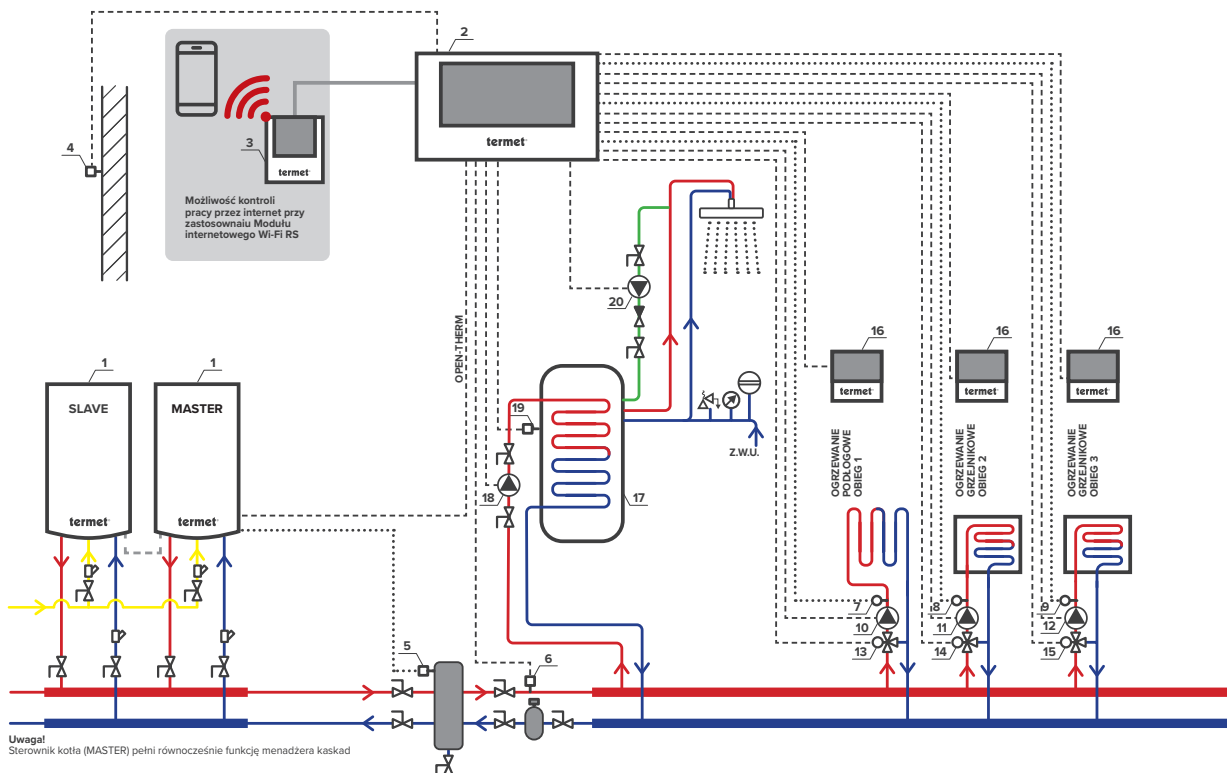 2
termet
3
termet
Możliwość kontroli
pracy przez internet przy
zastosownaiu Modułu
internetowego Wi-Fi RS
4
20
OPEN-THERM
16
termet
16
termet
16
termet
1
SLAVE
termet
1
MASTER
termet
19
18
17
Z.W.U.
OGRZEWANIE
PODŁOGOWE
OBIEG 1
OGRZEWANIE
GRZEJNIKOWE
OBIEG 2
OGRZEWANIE
GRZEJNIKOWE
OBIEG 3
7
8
9
10
11
12
13
14
15
5
6
Uwaga!
Sterownik kotła (MASTER) pełni równocześnie funkcję menadżera kaskad